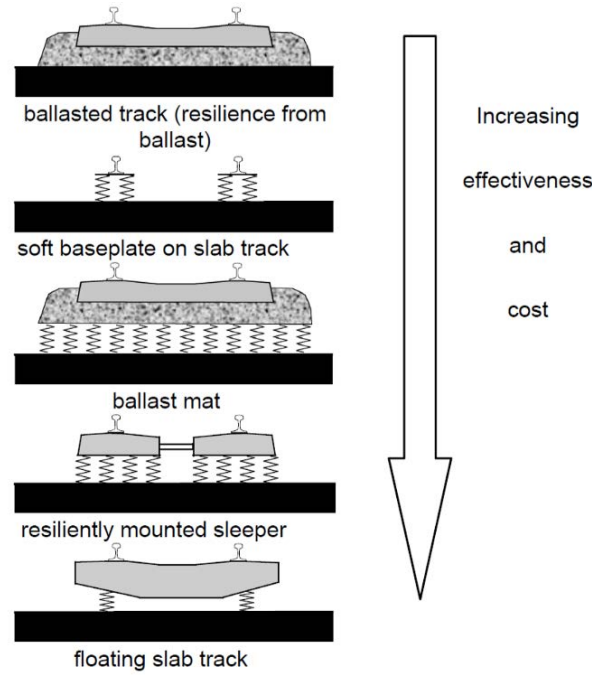 ballasted track (resilience from
ballast)
soft baseplate on slab track
ballast mat
resiliently mounted sleeper
floating slab track
Increasing
effectiveness
and
cost